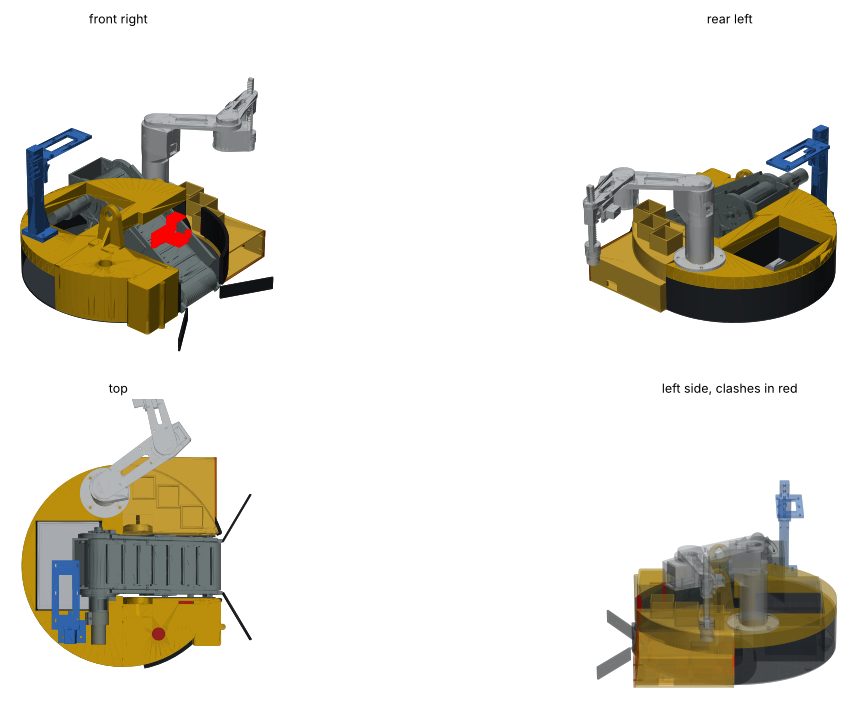 front right
rear left
top
left side, clashes in red